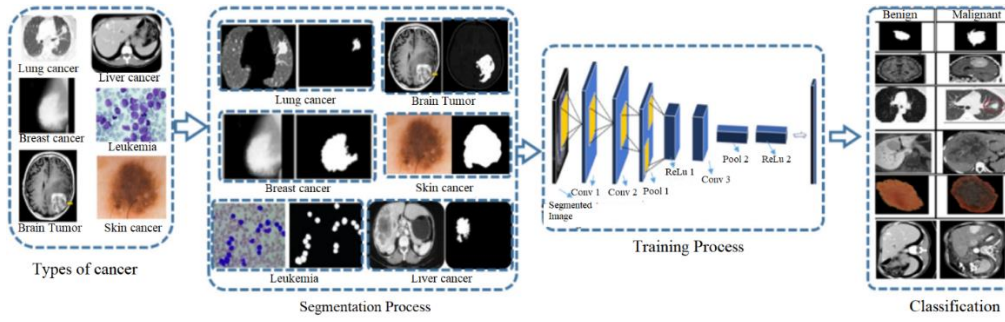 Lung cancer
Liver cancer
Breast cancer
Leukemia
Brain Tumor
Skin cancer
Types of cancer
Lung cancer
Brain Tumor
Breast cancer
Skin cancer
Leukemia
Liver cancer
Segmentation Process
Segmented
Image
Conv 1
Conv 2
Pool 1
ReLu 1
Conv 3
Pool 2
ReLu 2
Training Process
Benign
Malignant
Classification